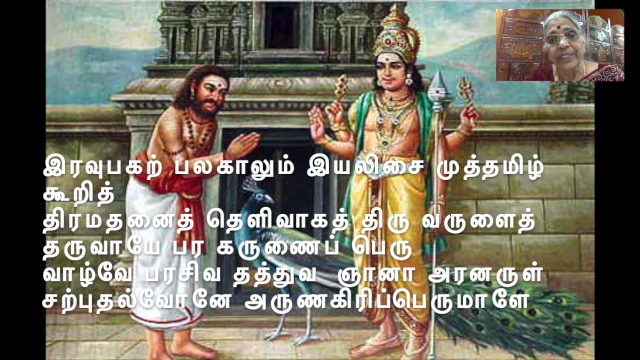 இரவுபகற் பலகாலும் இயலிசை முத்தமிழ்
கூறித்
திரமதனைத் தெளிவாகத் திரு வருளைத்
தருவாயே பர கருணைப் பெரு
வாழ்வே பரசிவ தத்துவ ஞானா அரனருள்
சற்புதல்வோனே அருணகிரிப்பெருமாளே